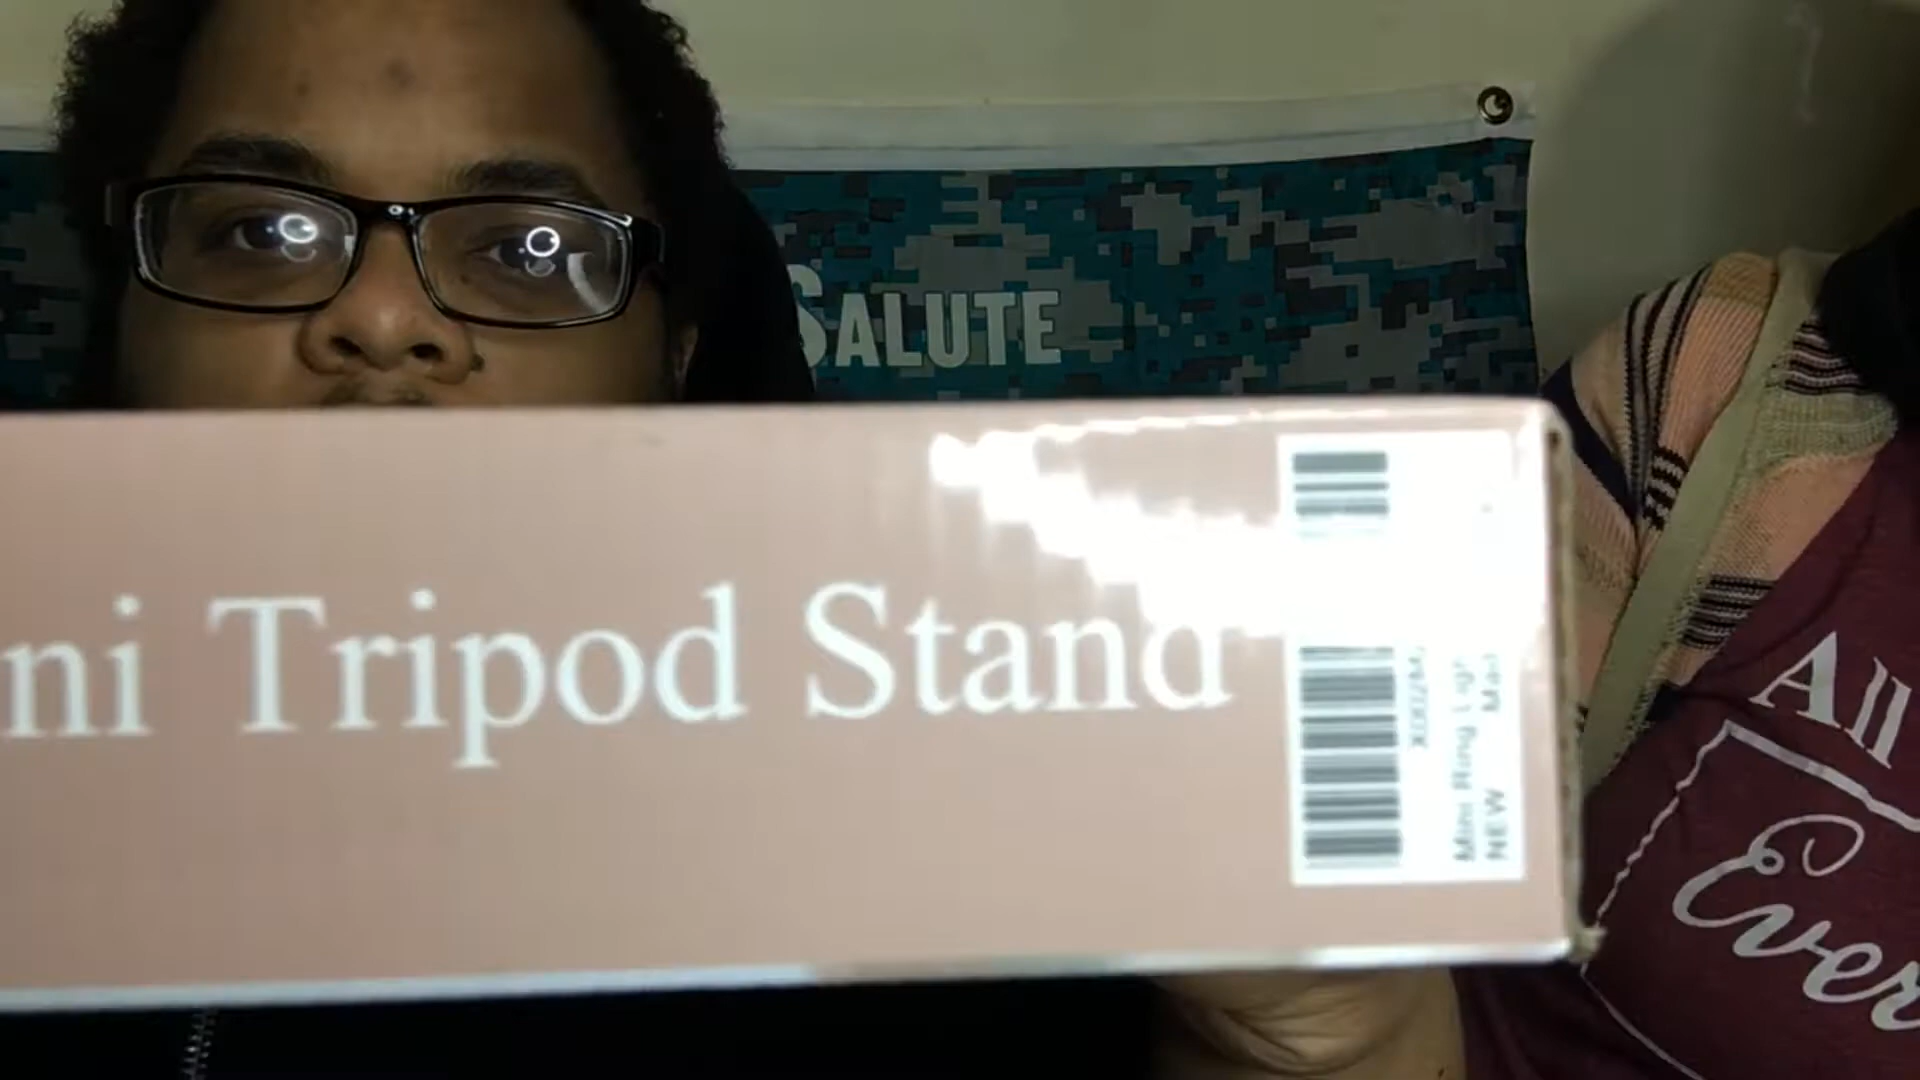 SALUTE
ni Tripod Stand
Mini Ring Ligh
NEW
All
Ever